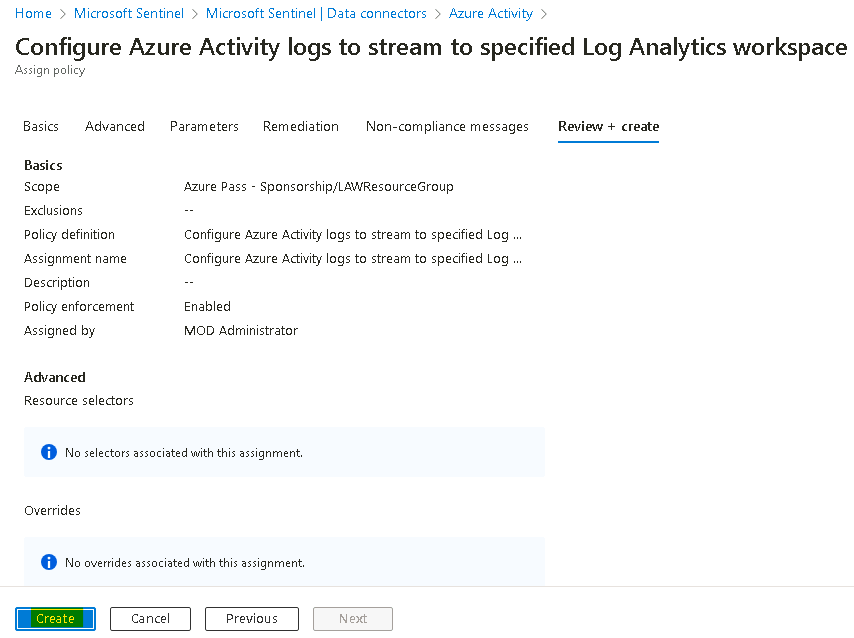 Home > Microsoft Sentinel > Microsoft Sentinel | Data connectors > Azure Activity >
Configure Azure Activity logs to stream to specified Log Analytics workspace
Assign policy
Basics Advanced Parameters Remediation Non-compliance messages Review + create
Basics
Scope Azure Pass - Sponsorship/LAWResourceGroup
Exclusions --
Policy definition Configure Azure Activity logs to stream to specified Log ...
Assignment name Configure Azure Activity logs to stream to specified Log ...
Description --
Policy enforcement Enabled
Assigned by MOD Administrator
Advanced
Resource selectors
No selectors associated with this assignment.
Overrides
No overrides associated with this assignment.
Create Cancel Previous Next